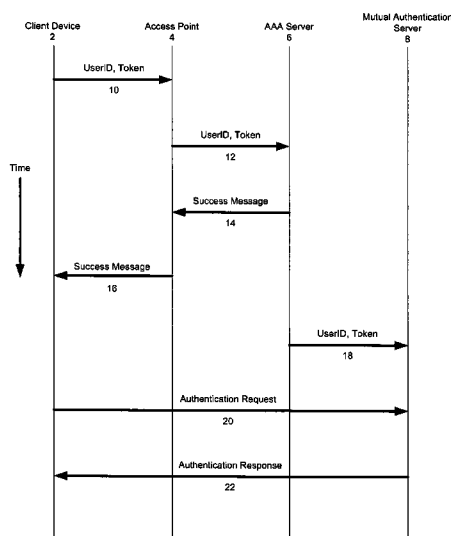 Client Device
2
Access Point
4
AAA Server
6
Mutual Authentication
Server
8
UserID, Token
10
UserID, Token
12
Time
Success Message
14
Success Message
16
UserID, Token
18
Authentication Request
20
Authentication Response
22